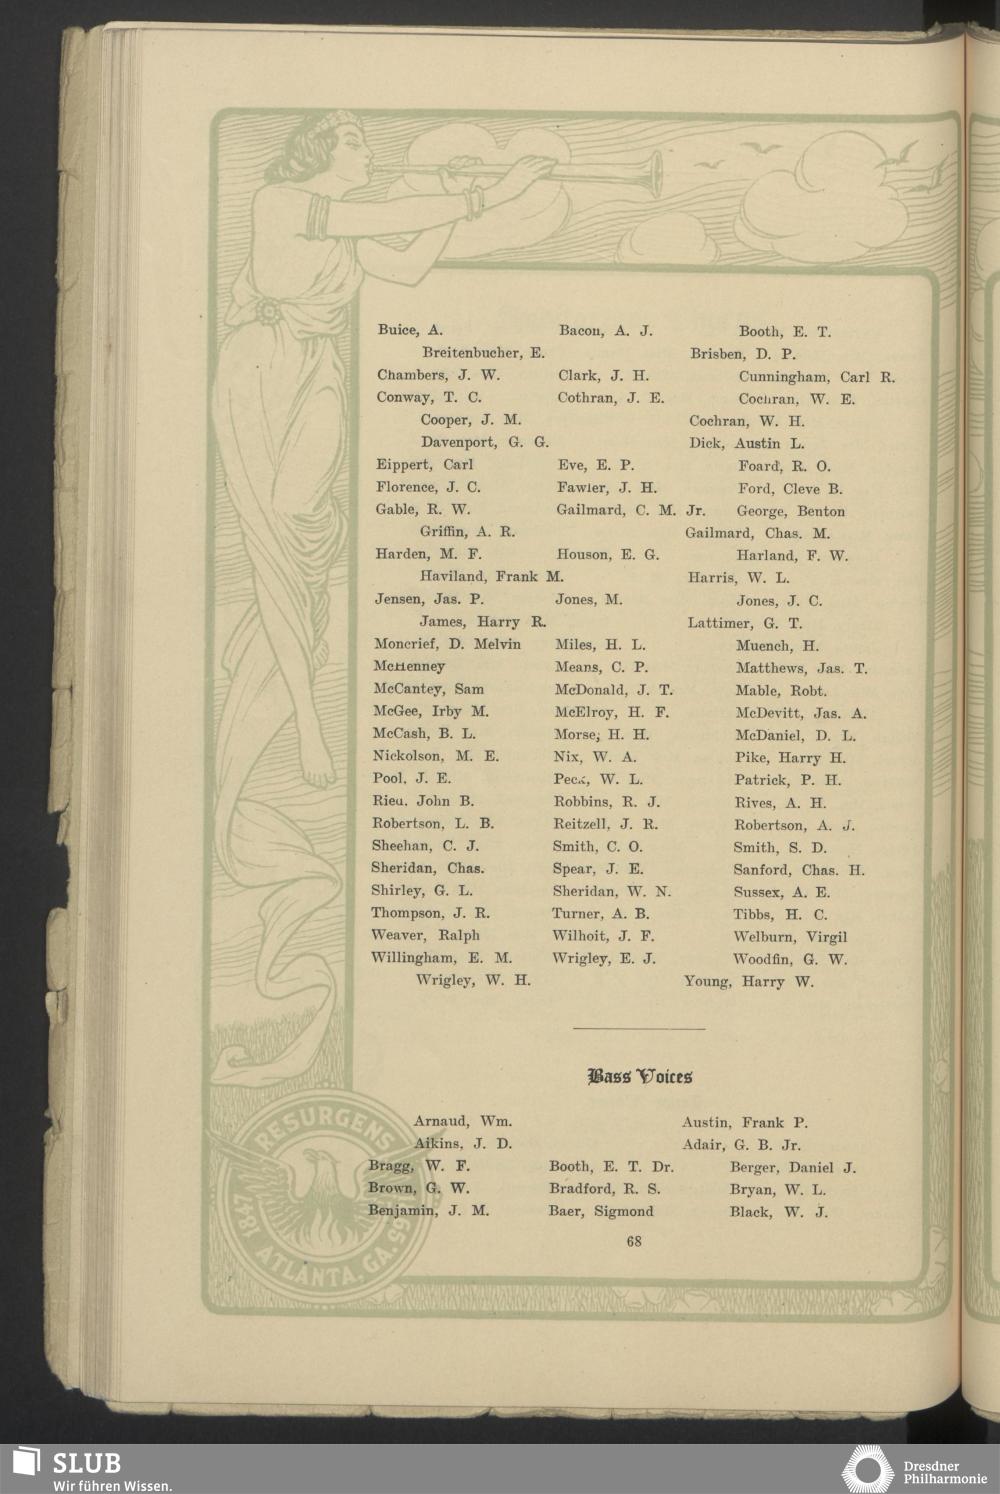 Buice, A. Bacon, A. J. Booth, E. T.
Breitenbucher, E. Brisben, D. P.
Chambers, J. W. Clark, J. H. Cunningham, Carl R.
Conway, T. C. Cothran, J. E. Cochran, W. E.
Cooper, J. M. Cochran, W. H.
Davenport, G. G. Dick, Austin L.
Eippert, Carl Eve, E. P. Foard, R. O.
Florence, J. C. Fawler, J. H. Ford, Cleve B.
Gable, R. W. Gailmard, C. M. Jr. George, Benton
Griffin, A. R. Gailmard, Chas. M.
Harden, M. F. Houson, E. G. Harland, F. W.
Haviland, Frank M. Harris, W. L.
Jensen, Jas. P. Jones, M. Jones, J. C.
James, Harry R. Lattimer, G. T.
Moncrief, D. Melvin Miles, H. L. Muench, H.
McHenney Means, C. P. Matthews, Jas. T.
McCantey, Sam McDonald, J. T. Mable, Robt.
McGee, Irby M. McElroy, H. F. McDevitt, Jas. A.
McCash, B. L. Morse, H. H. McDaniel, D. L.
Nickolson, M. E. Nix, W. A. Pike, Harry H.
Pool, J. E. Peck, W. L. Patrick, P. H.
Rieu, John B. Robbins, R. J. Rives, A. H.
Robertson, L. B. Reitzell, J. R. Robertson, A. J.
Sheehan, C. J. Smith, C. O. Smith, S. D.
Sheridan, Chas. Spear, J. E. Sanford, Chas. H.
Shirley, G. L. Sheridan, W. N. Sussex, A. E.
Thompson, J. R. Turner, A. B. Tibbs, H. C.
Weaver, Ralph Wilhoit, J. F. Welburn, Virgil
Willingham, E. M. Wrigley, E. J. Woodfin, G. W.
Wrigley, W. H. Young, Harry W.
Bass Voices
Arnaud, Wm. Austin, Frank P.
Aikins, J. D. Adair, G. B. Jr.
Bragg, W. F. Booth, E. T. Dr. Berger, Daniel J.
Brown, G. W. Bradford, R. S. Bryan, W. L.
Benjamin, J. M. Baer, Sigmond Black, W. J.
68
RESURGENS
1847 ATLANTA, GA. 1865
SLUB
Wir führen Wissen.
Dresdner
Philharmonie